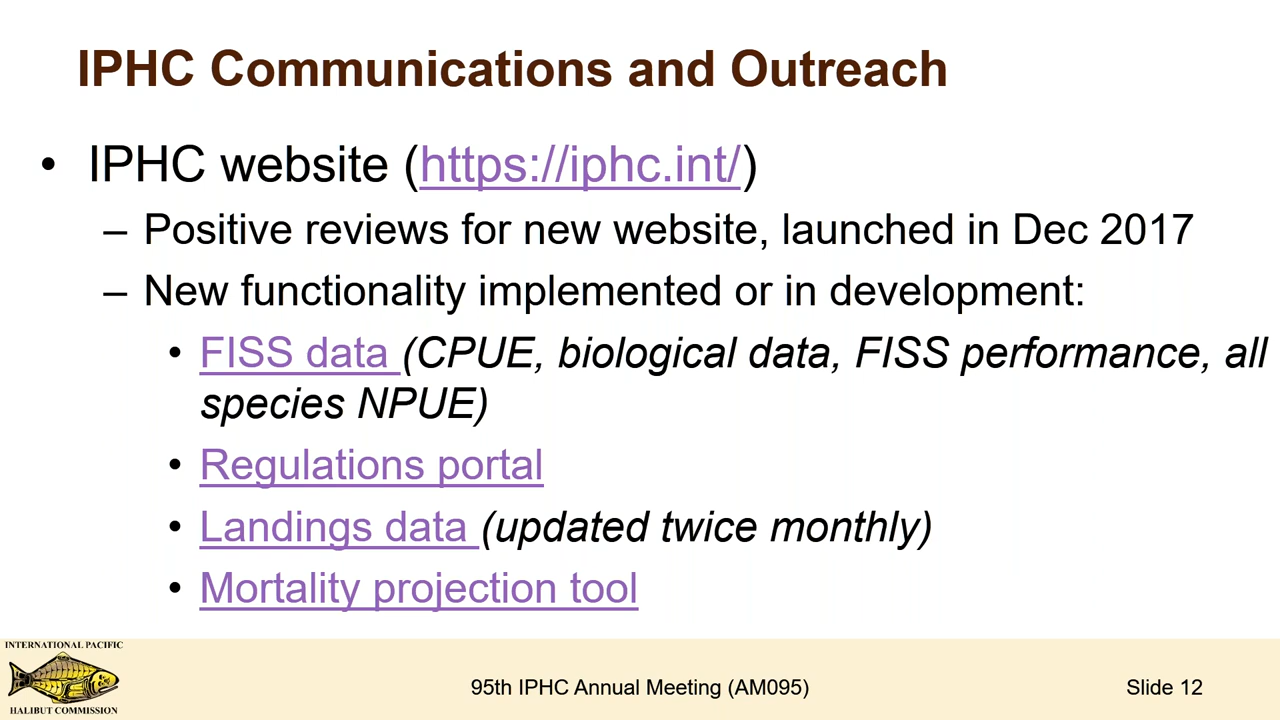 IPHC Communications and Outreach
• IPHC website (https://iphc.int/)
– Positive reviews for new website, launched in Dec 2017
– New functionality implemented or in development:
• FISS data (CPUE, biological data, FISS performance, all
species NPUE)
• Regulations portal
• Landings data (updated twice monthly)
• Mortality projection tool
INTERNATIONAL PACIFIC
HALIBUT COMMISSION
95th IPHC Annual Meeting (AM095)
Slide 12